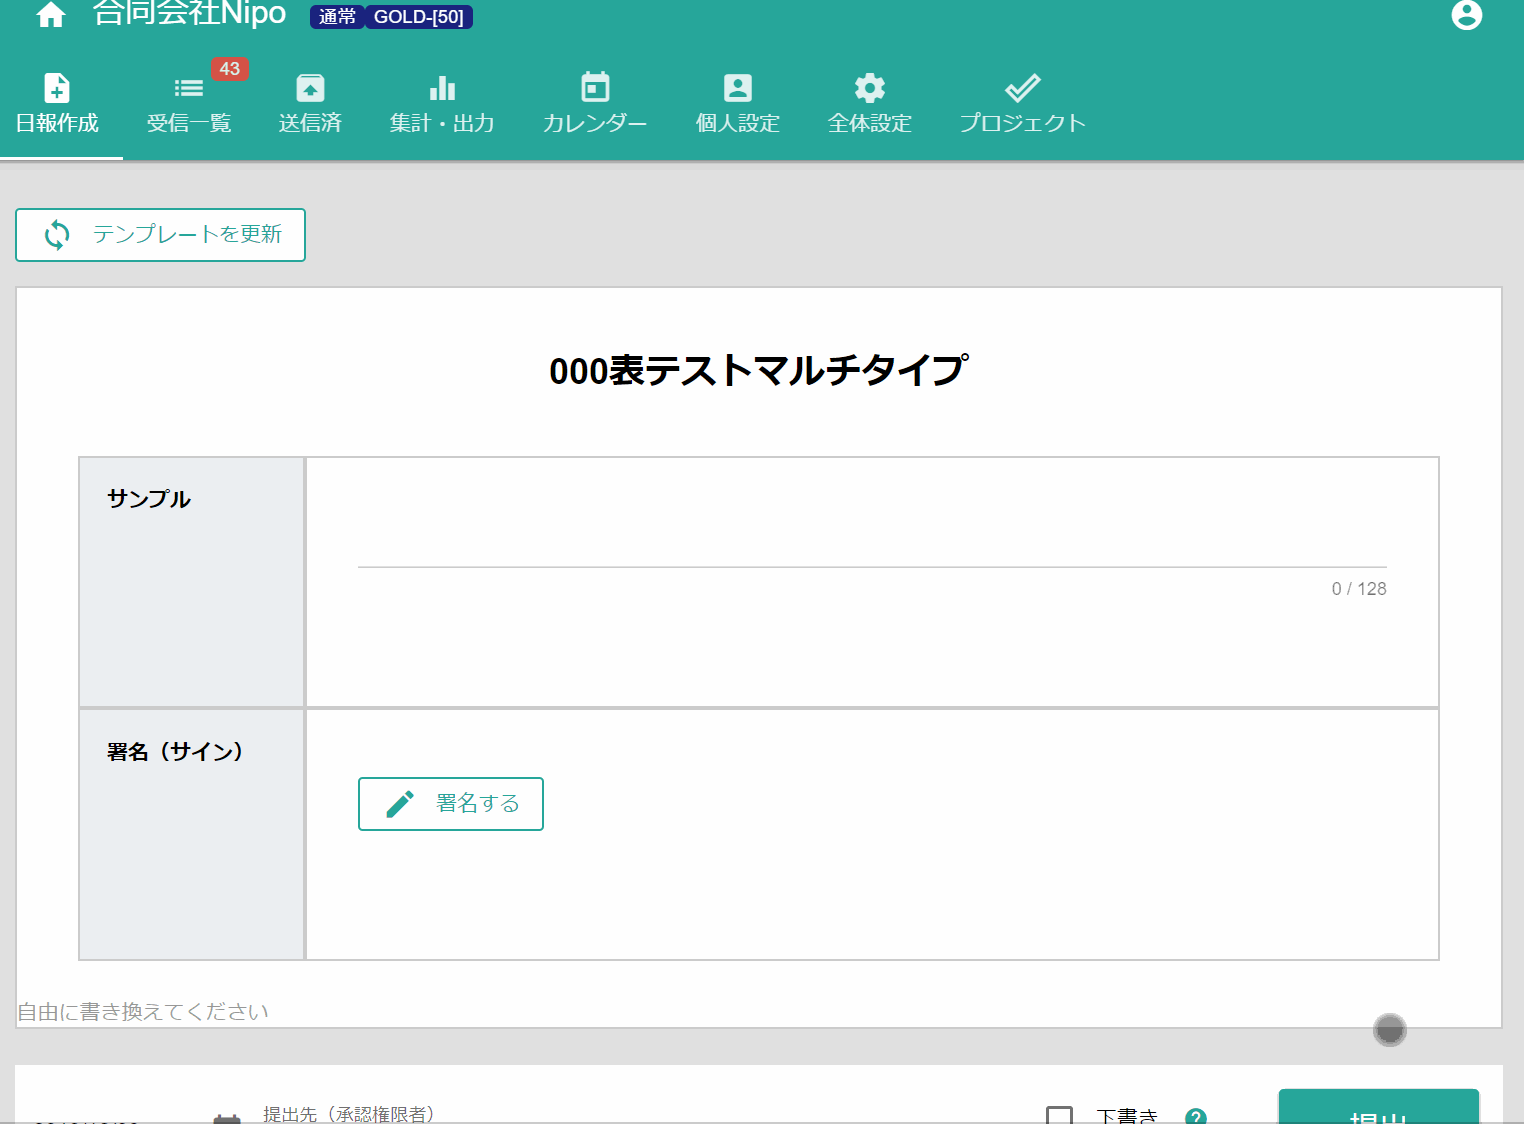 合同会社Nipo 通常 GOLD-[50]
43
日報作成 受信一覧 送信済 集計・出力 カレンダー 個人設定 全体設定 プロジェクト
テンプレートを更新
000表テストマルチタイプ
サンプル
0 / 128
署名（サイン）
署名する
自由に書き換えてください
提出先（承認権限者）
下書き ?
提出